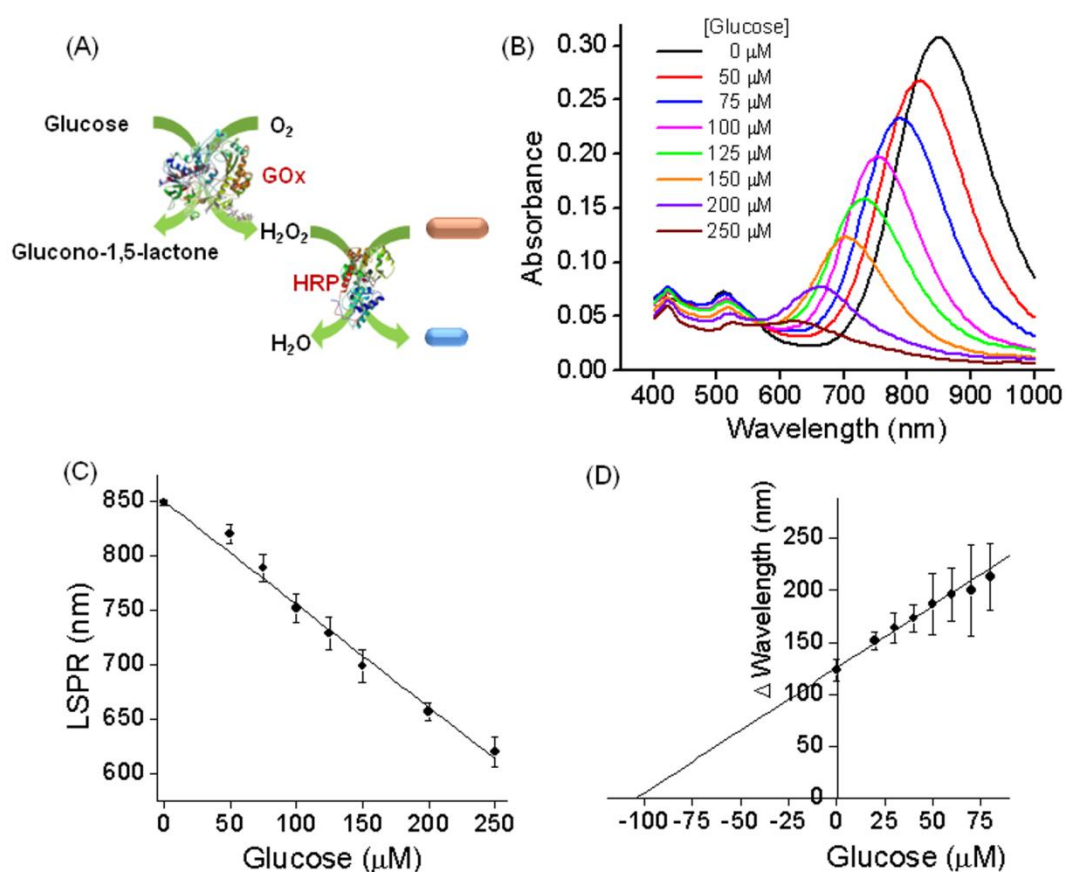 (A)
Glucose
O₂
GOx
Glucono-1,5-lactone
H₂O₂
HRP
H₂O
(B)
[Glucose]
0 µM
50 µM
75 µM
100 µM
125 µM
150 µM
200 µM
250 µM
0.30
0.25
0.20
0.15
0.10
0.05
0.00
Absorbance
400 500 600 700 800 900 1000
Wavelength (nm)
(C)
850
800
750
700
650
600
LSPR (nm)
0 50 100 150 200 250
Glucose (µM)
(D)
Δ Wavelength (nm)
250
200
150
100
50
0
-100 -75 -50 -25 0 25 50 75
Glucose (µM)